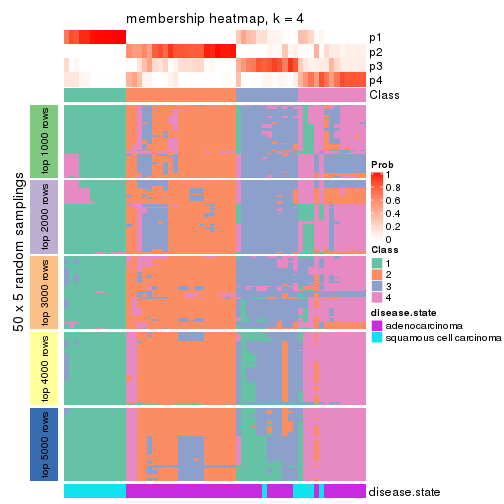 membership heatmap, k = 4
p1
p2
p3
p4
Class
50 x 5 random samplings
top 1000 rows
top 2000 rows
top 3000 rows
top 4000 rows
top 5000 rows
Prob
1
0.8
0.6
0.4
0.2
0
Class
1
2
3
4
disease.state
adenocarcinoma
squamous cell carcinoma
disease.state